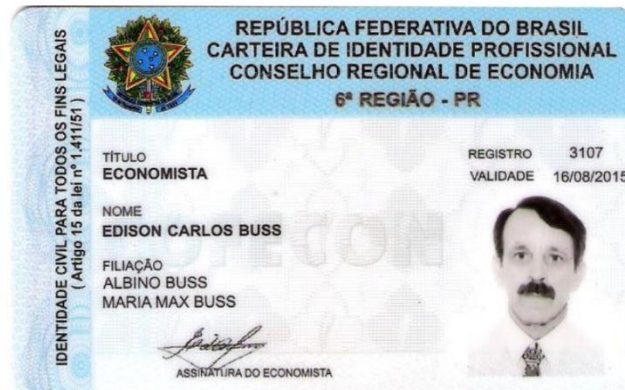 REPÚBLICA FEDERATIVA DO BRASIL
CARTEIRA DE IDENTIDADE PROFISSIONAL
CONSELHO REGIONAL DE ECONOMIA
6ª REGIÃO - PR
IDENTIDADE CIVIL PARA TODOS OS FINS LEGAIS
( Artigo 15 da lei nº 1.411/51 )
TÍTULO
ECONOMISTA
REGISTRO 3107
VALIDADE 16/08/2015
NOME
EDISON CARLOS BUSS
FILIAÇÃO
ALBINO BUSS
MARIA MAX BUSS
ASSINATURA DO ECONOMISTA